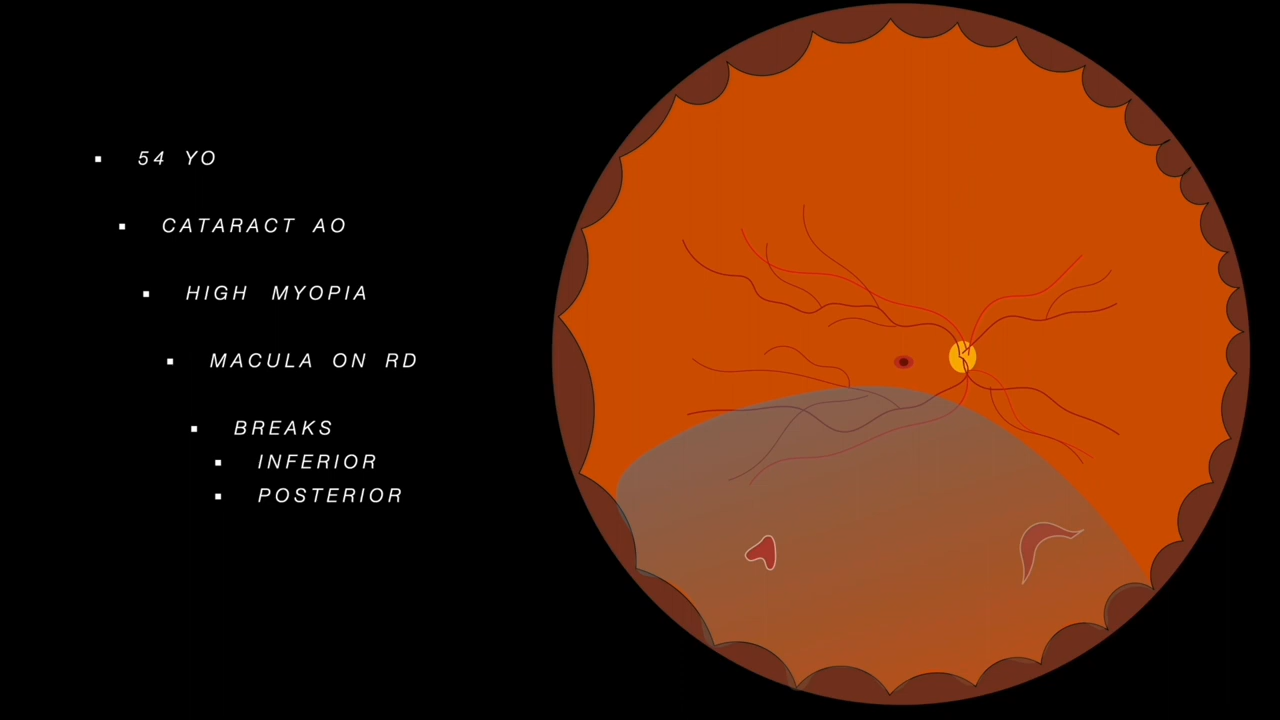 54 YO
CATARACT AO
HIGH MYOPIA
MACULA ON RD
BREAKS
INFERIOR
POSTERIOR